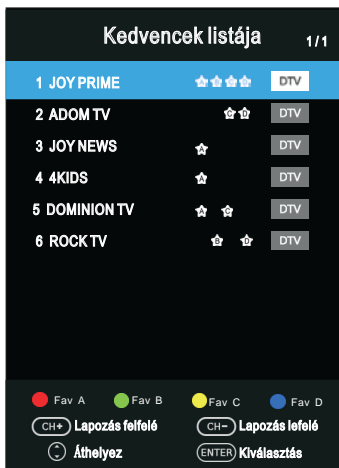 Kedvencek listája 1/1
1 JOY PRIME A B C D DTV
2 ADOM TV C D DTV
3 JOY NEWS A DTV
4 4KIDS A DTV
5 DOMINION TV A C DTV
6 ROCK TV B D DTV
Fav A Fav B Fav C Fav D
CH+ Lapozás felfelé CH− Lapozás lefelé
Áthelyez ENTER Kiválasztás